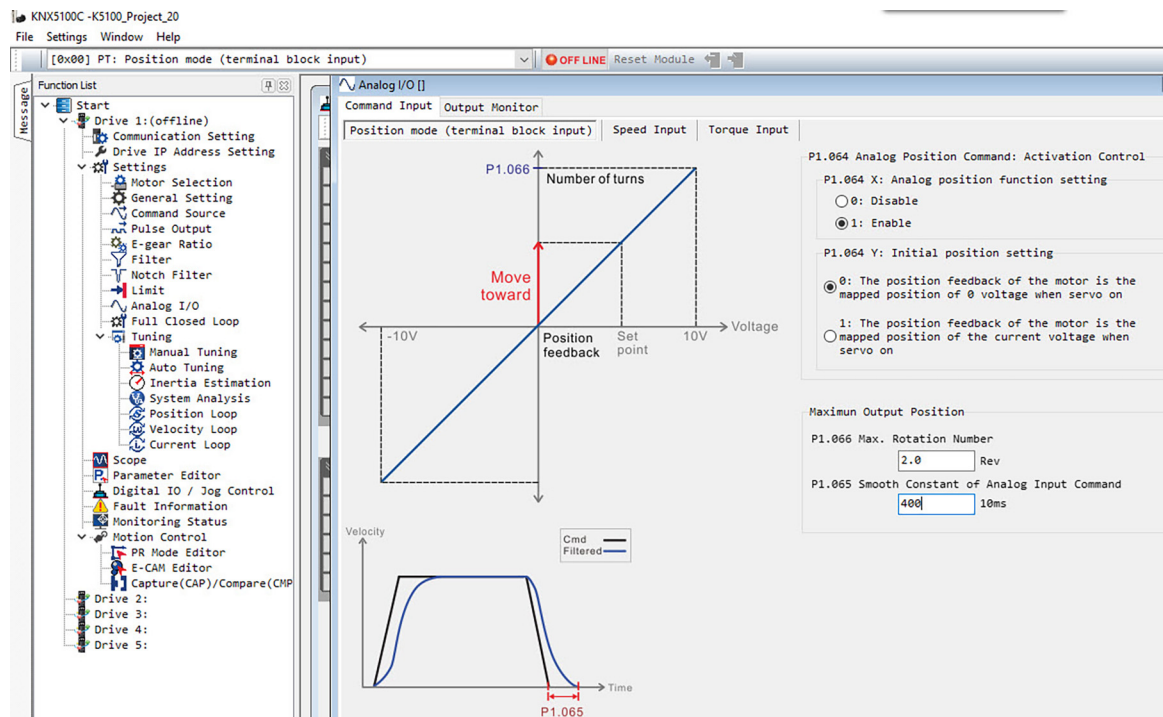 KNX5100C -K5100_Project_20
File Settings Window Help
[0x00] PT: Position mode (terminal block input)
OFF LINE
Reset Module
Message
Function List
Start
Drive 1:(offline)
Communication Setting
Drive IP Address Setting
Settings
Motor Selection
General Setting
Command Source
Pulse Output
E-gear Ratio
Filter
Notch Filter
Limit
Analog I/O
Full Closed Loop
Tuning
Manual Tuning
Auto Tuning
Inertia Estimation
System Analysis
Position Loop
Velocity Loop
Current Loop
Scope
Parameter Editor
Digital IO / Jog Control
Fault Information
Monitoring Status
Motion Control
PR Mode Editor
E-CAM Editor
Capture(CAP)/Compare(CMP
Drive 2:
Drive 3:
Drive 4:
Drive 5:
Analog I/O []
Command Input
Output Monitor
Position mode (terminal block input)
Speed Input
Torque Input
P1.066
Number of turns
Move
toward
-10V
Position
feedback
Set
point
10V
Voltage
Velocity
Cmd
Filtered
Time
P1.065
P1.064 Analog Position Command: Activation Control
P1.064 X: Analog position function setting
0: Disable
1: Enable
P1.064 Y: Initial position setting
0: The position feedback of the motor is the
mapped position of 0 voltage when servo on
1: The position feedback of the motor is the
mapped position of the current voltage when
servo on
Maximun Output Position
P1.066 Max. Rotation Number
2.0 Rev
P1.065 Smooth Constant of Analog Input Command
400 10ms